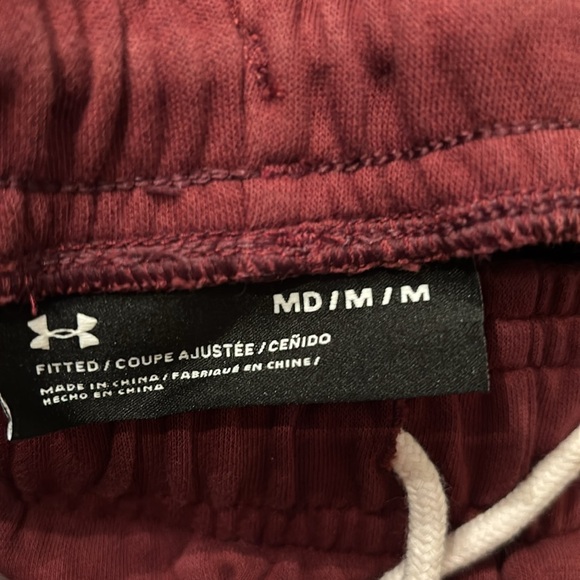 MD / M / M
FITTED / COUPE AJUSTÉE / CEÑIDO
MADE IN CHINA / FABRIQUÉ EN CHINE /
HECHO EN CHINA